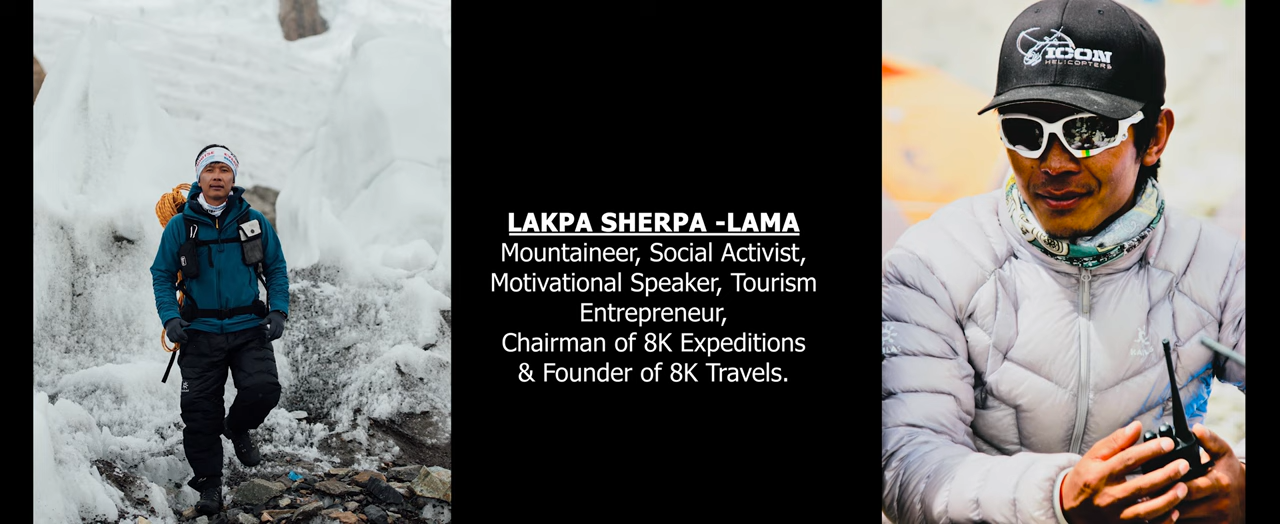 LAKPA SHERPA -LAMA
Mountaineer, Social Activist,
Motivational Speaker, Tourism
Entrepreneur,
Chairman of 8K Expeditions
& Founder of 8K Travels.
ICON
HELICOPTERS